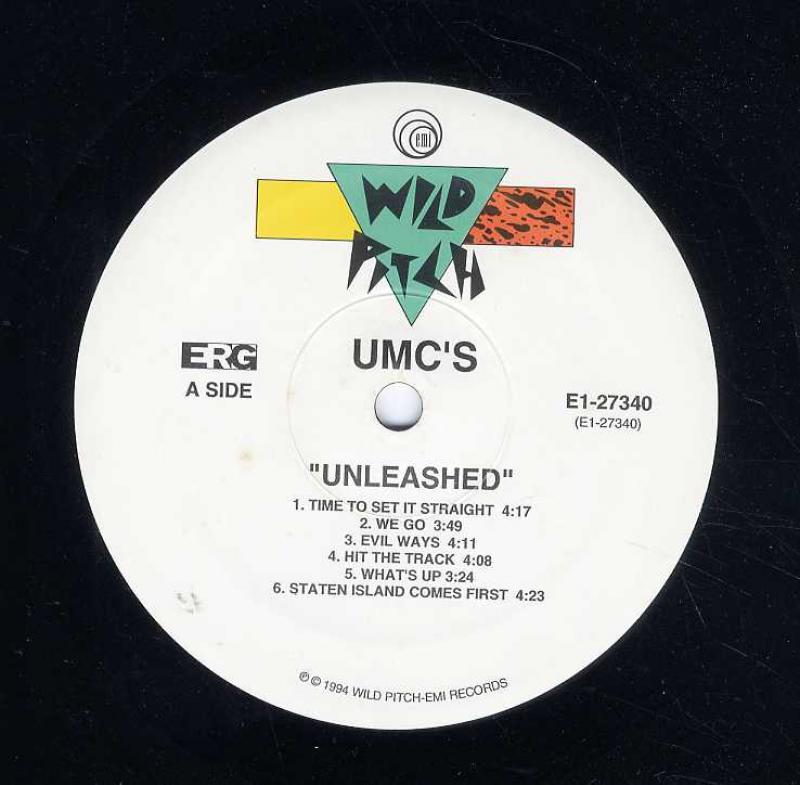 emi
WILD
PITCH
UMC'S
ERG
A SIDE
E1-27340
(E1-27340)
"UNLEASHED"
1. TIME TO SET IT STRAIGHT 4:17
2. WE GO 3:49
3. EVIL WAYS 4:11
4. HIT THE TRACK 4:08
5. WHAT'S UP 3:24
6. STATEN ISLAND COMES FIRST 4:23
℗ © 1994 WILD PITCH-EMI RECORDS